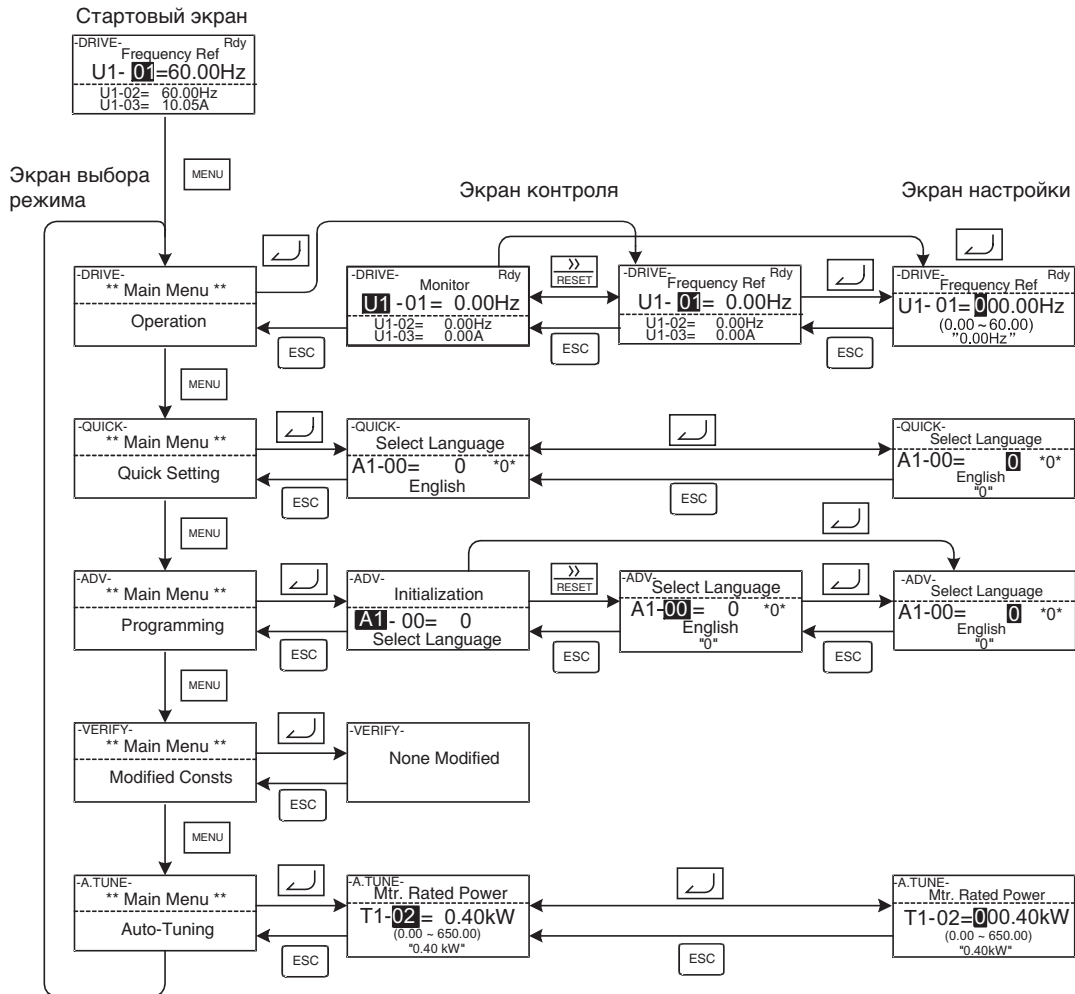 Стартовый экран
-DRIVE- Rdy
Frequency Ref
U1- 01=60.00Hz
U1-02= 60.00Hz
U1-03= 10.05A
MENU
Экран выбора
режима
Экран контроля
Экран настройки
-DRIVE-
** Main Menu **
Operation
-DRIVE- Rdy
Monitor
U1 -01= 0.00Hz
U1-02= 0.00Hz
U1-03= 0.00A
>>
RESET
-DRIVE- Rdy
Frequency Ref
U1- 01= 0.00Hz
U1-02= 0.00Hz
U1-03= 0.00A
-DRIVE- Rdy
Frequency Ref
U1- 01=000.00Hz
(0.00 ~ 60.00)
"0.00Hz"
ESC
ESC
ESC
MENU
-QUICK-
** Main Menu **
Quick Setting
-QUICK-
Select Language
A1-00= 0 *0*
English
-QUICK-
Select Language
A1-00= 0 *0*
English
"0"
ESC
ESC
MENU
-ADV-
** Main Menu **
Programming
-ADV-
Initialization
A1 - 00= 0
Select Language
>>
RESET
-ADV-
Select Language
A1-00 = 0 *0*
English
"0"
-ADV-
Select Language
A1-00= 0 *0*
English
"0"
ESC
ESC
ESC
MENU
-VERIFY-
** Main Menu **
Modified Consts
-VERIFY-
None Modified
ESC
MENU
-A.TUNE-
** Main Menu **
Auto-Tuning
-A.TUNE-
Mtr. Rated Power
T1-02 = 0.40kW
(0.00 ~ 650.00)
"0.40 kW"
-A.TUNE-
Mtr. Rated Power
T1-02=000.40kW
(0.00 ~ 650.00)
"0.40kW"
ESC
ESC